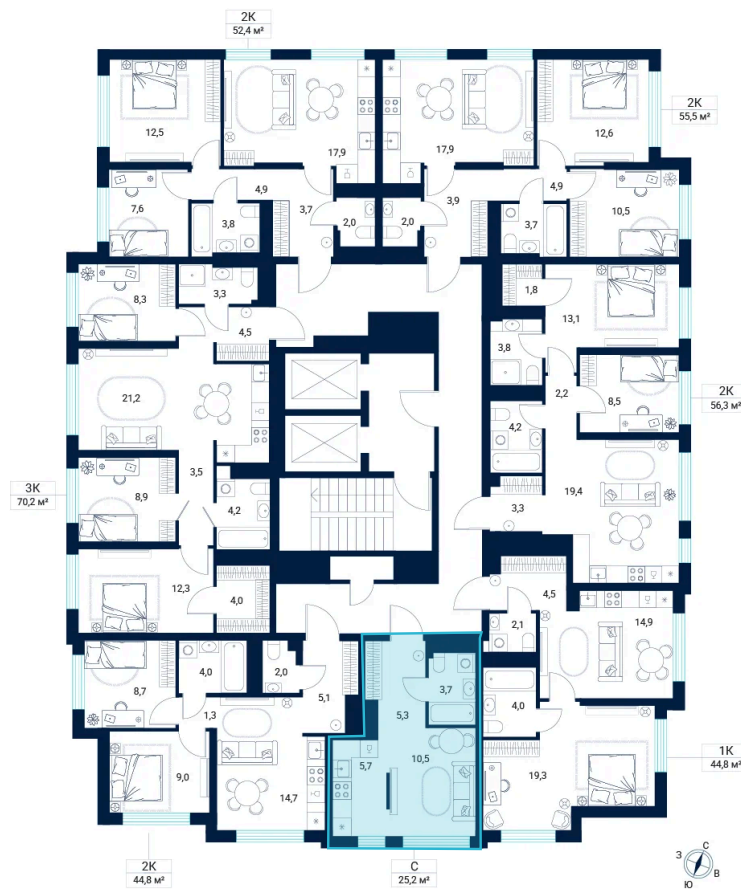 2К
52,4 м²
2К
55,5 м²
12,5
17,9
17,9
12,6
4,9
4,9
7,6
3,8
3,7
2,0
2,0
3,9
3,7
10,5
8,3
3,3
1,8
13,1
4,5
3,8
21,2
2,2
8,5
2К
56,3 м²
4,2
3К
70,2 м²
8,9
3,5
4,2
19,4
3,3
12,3
4,0
4,5
2,1
14,9
8,7
4,0
2,0
5,1
3,7
4,0
1,3
5,3
9,0
14,7
5,7
10,5
19,3
1К
44,8 м²
2К
44,8 м²
С
25,2 м²
С
З
В
Ю